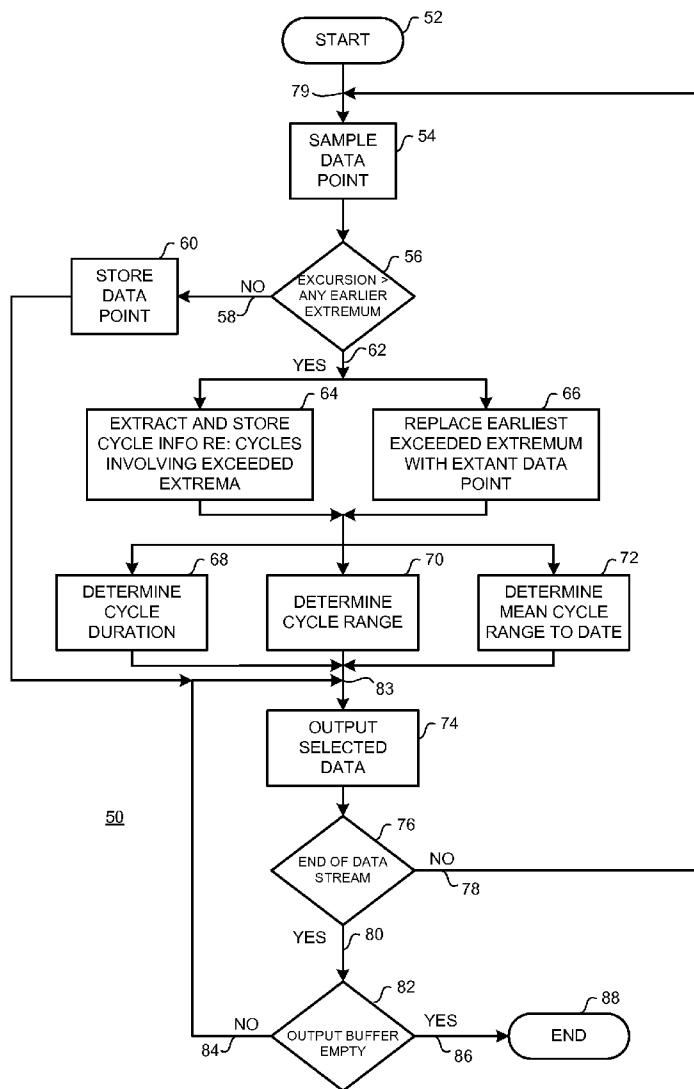 START
52
79
SAMPLE
DATA
POINT
54
60
STORE
DATA
POINT
NO
58
EXCURSION >
ANY EARLIER
EXTREMUM
56
YES
62
64
EXTRACT AND STORE
CYCLE INFO RE: CYCLES
INVOLVING EXCEEDED
EXTREMA
66
REPLACE EARLIEST
EXCEEDED EXTREMUM
WITH EXTANT DATA
POINT
68
DETERMINE
CYCLE
DURATION
70
DETERMINE
CYCLE RANGE
72
DETERMINE
MEAN CYCLE
RANGE TO DATE
83
OUTPUT
SELECTED
DATA
74
50
76
END OF DATA
STREAM
NO
78
YES
80
82
OUTPUT BUFFER
EMPTY
NO
84
YES
86
88
END